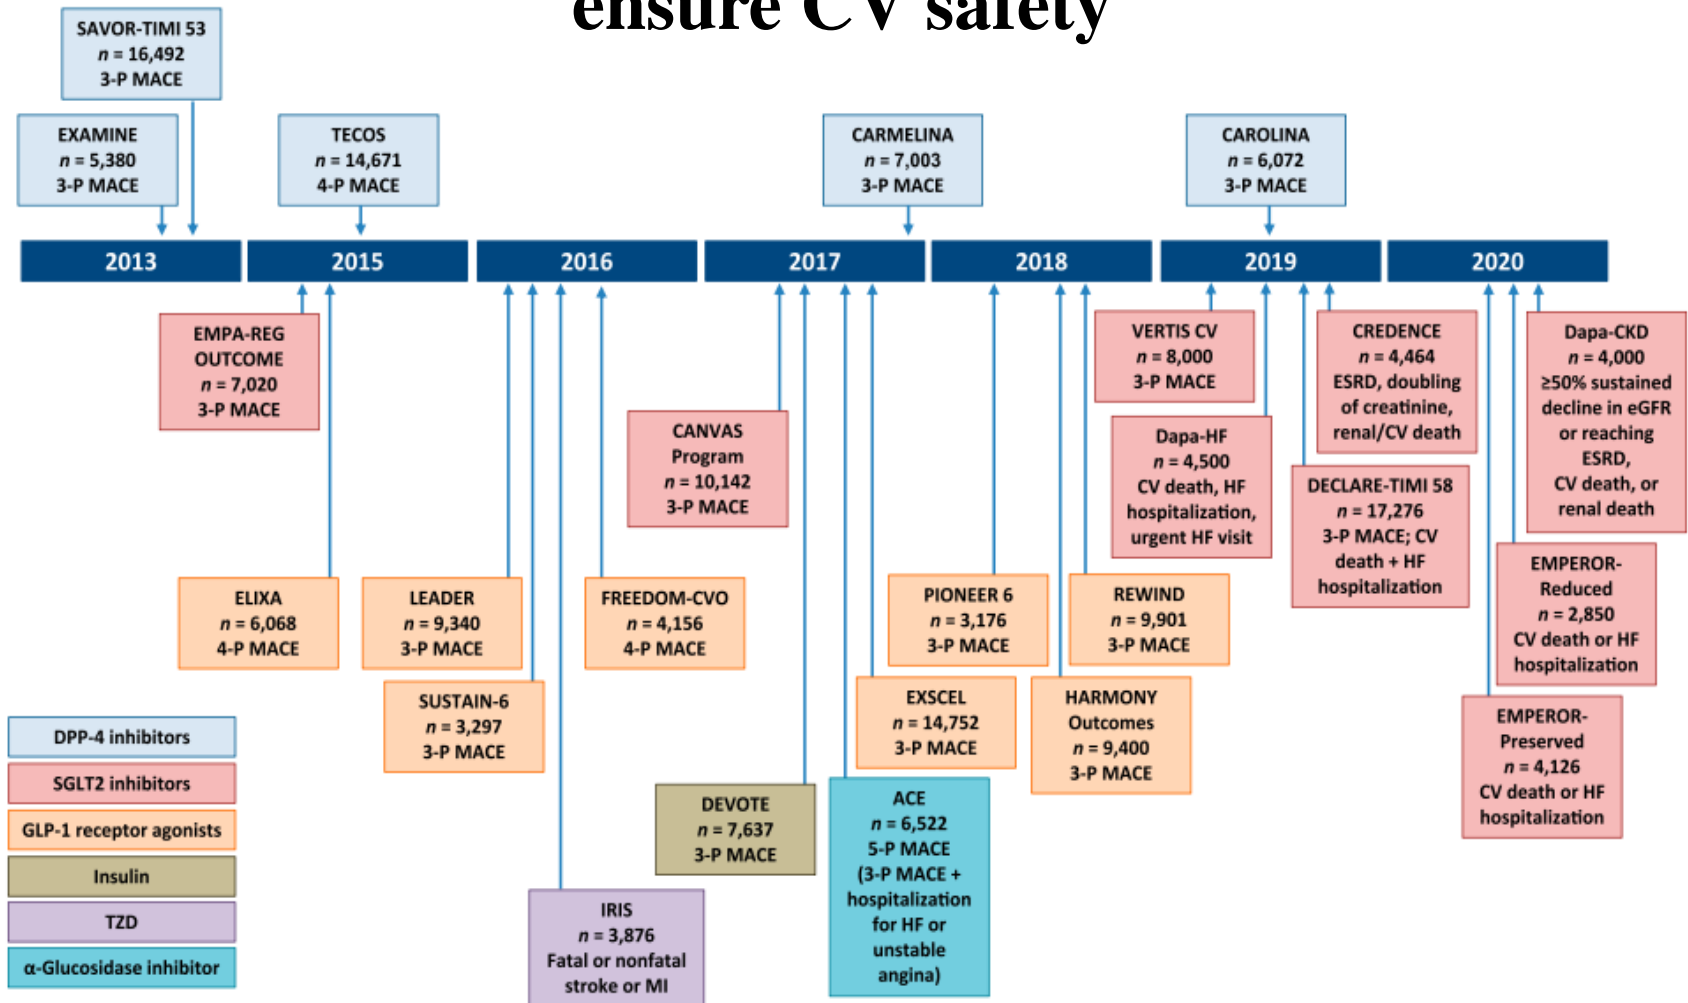 ensure CV safety
SAVOR-TIMI 53
n = 16,492
3-P MACE
EXAMINE
n = 5,380
3-P MACE
TECOS
n = 14,671
4-P MACE
CARMELINA
n = 7,003
3-P MACE
CAROLINA
n = 6,072
3-P MACE
2013
2015
2016
2017
2018
2019
2020
EMPA-REG
OUTCOME
n = 7,020
3-P MACE
CANVAS
Program
n = 10,142
3-P MACE
VERTIS CV
n = 8,000
3-P MACE
Dapa-HF
n = 4,500
CV death, HF
hospitalization,
urgent HF visit
CREDENCE
n = 4,464
ESRD, doubling
of creatinine,
renal/CV death
DECLARE-TIMI 58
n = 17,276
3-P MACE; CV
death + HF
hospitalization
Dapa-CKD
n = 4,000
≥50% sustained
decline in eGFR
or reaching
ESRD,
CV death, or
renal death
EMPEROR-
Reduced
n = 2,850
CV death or HF
hospitalization
EMPEROR-
Preserved
n = 4,126
CV death or HF
hospitalization
ELIXA
n = 6,068
4-P MACE
LEADER
n = 9,340
3-P MACE
SUSTAIN-6
n = 3,297
3-P MACE
FREEDOM-CVO
n = 4,156
4-P MACE
PIONEER 6
n = 3,176
3-P MACE
REWIND
n = 9,901
3-P MACE
EXSCEL
n = 14,752
3-P MACE
HARMONY
Outcomes
n = 9,400
3-P MACE
DEVOTE
n = 7,637
3-P MACE
ACE
n = 6,522
5-P MACE
(3-P MACE +
hospitalization
for HF or
unstable
angina)
IRIS
n = 3,876
Fatal or nonfatal
stroke or MI
DPP-4 inhibitors
SGLT2 inhibitors
GLP-1 receptor agonists
Insulin
TZD
α-Glucosidase inhibitor